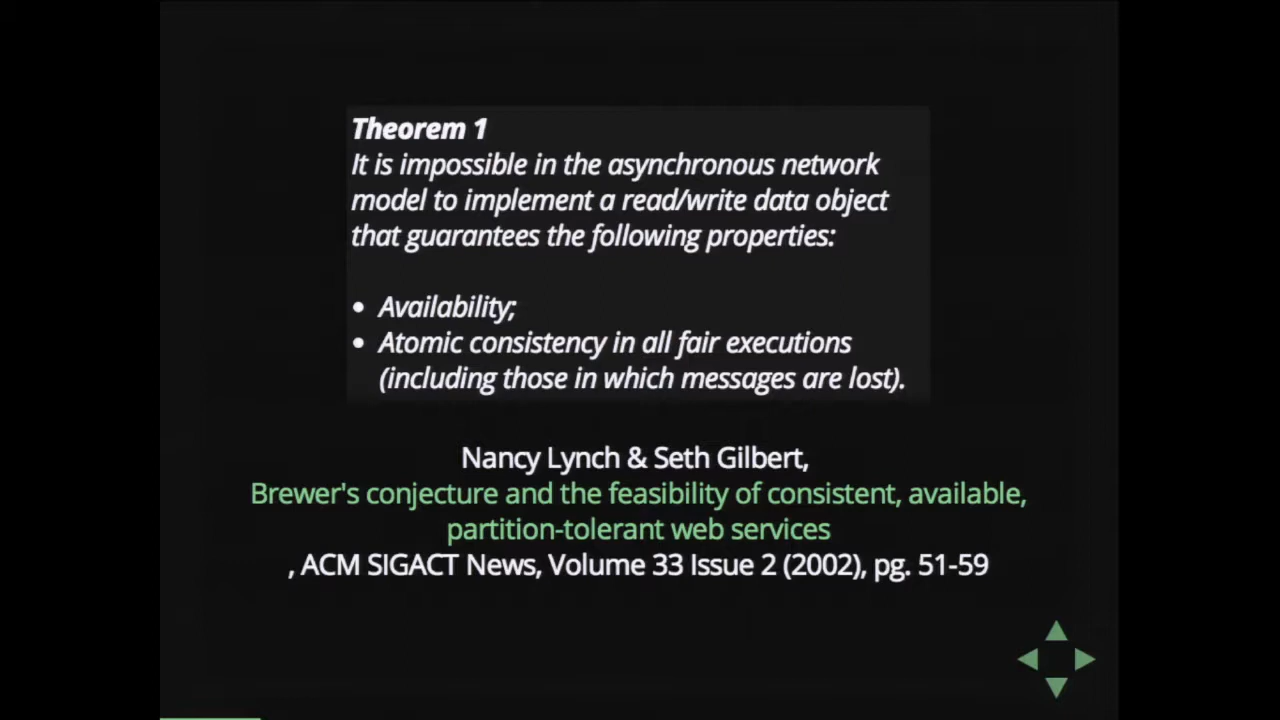 Theorem 1
It is impossible in the asynchronous network
model to implement a read/write data object
that guarantees the following properties:
• Availability;
• Atomic consistency in all fair executions
(including those in which messages are lost).
Nancy Lynch & Seth Gilbert,
Brewer's conjecture and the feasibility of consistent, available,
partition-tolerant web services
, ACM SIGACT News, Volume 33 Issue 2 (2002), pg. 51-59